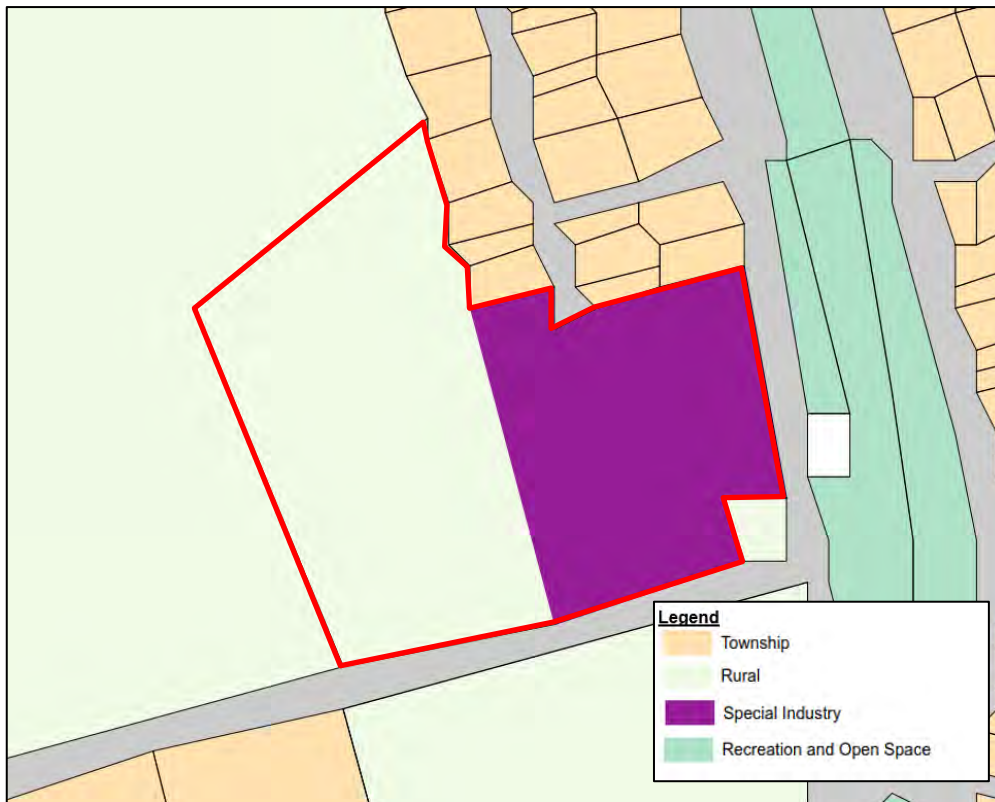 Legend
Township
Rural
Special Industry
Recreation and Open Space